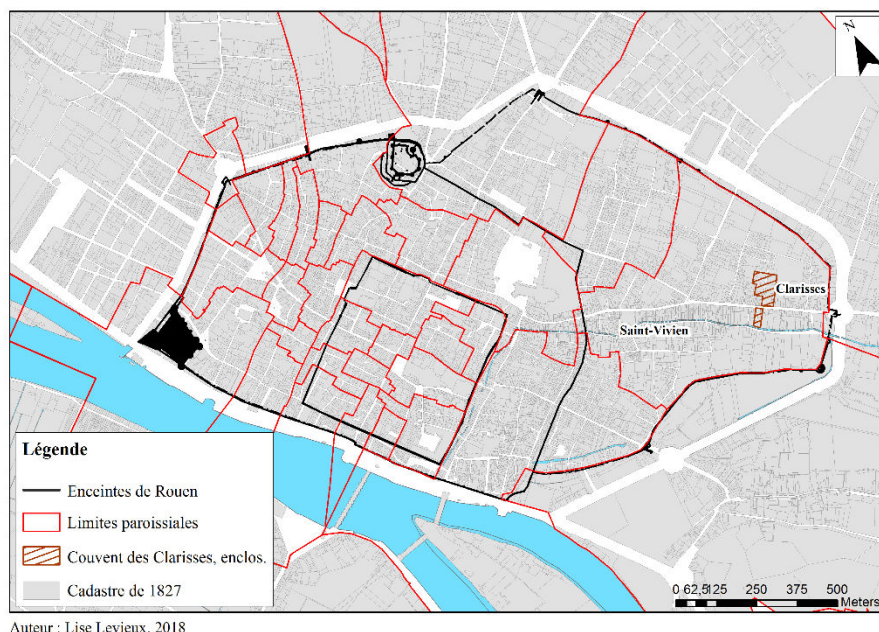 N
Clarisses
Saint-Vivien
Légende
Enceintes de Rouen
Limites paroissiales
Couvent des Clarisses, enclos.
Cadastre de 1827
0 62,5 125 250 375 500
Meters
Auteur : Lise Levieux, 2018